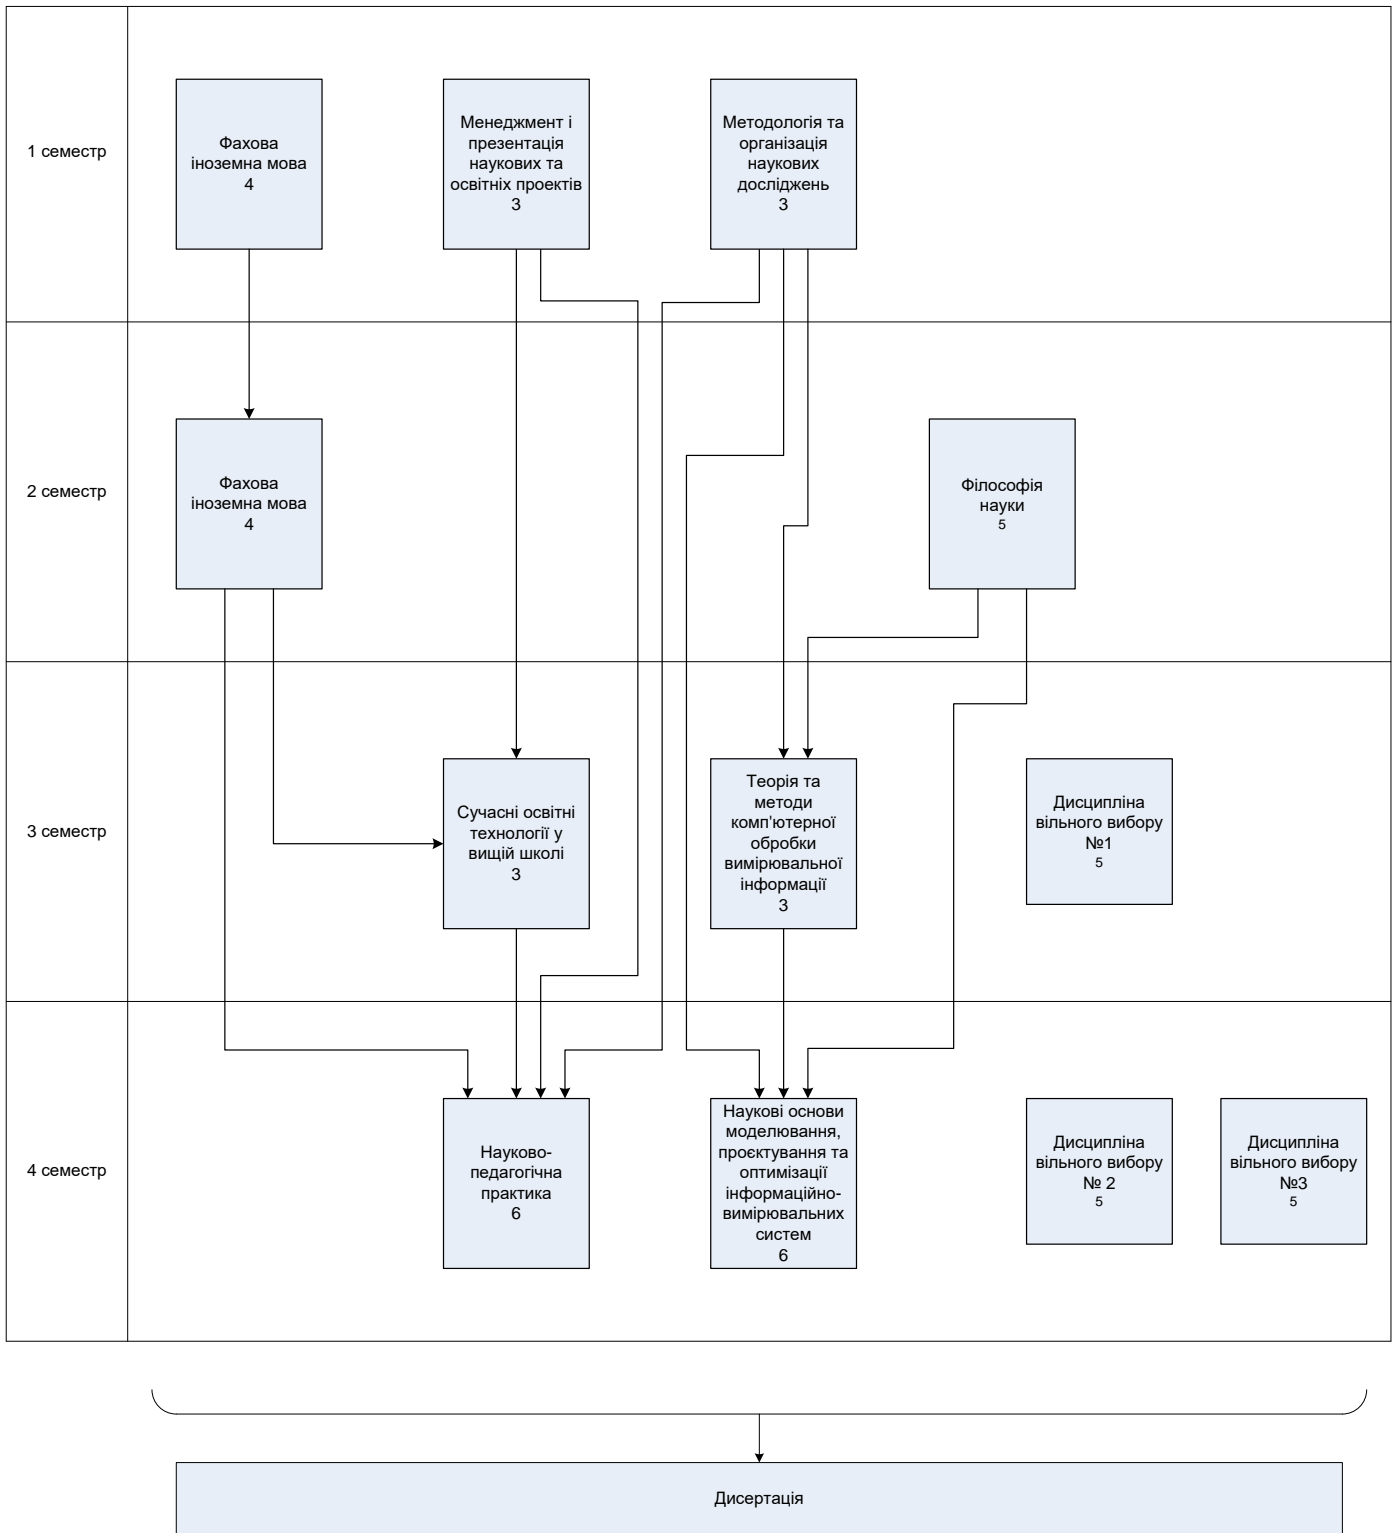 1 семестр
Фахова
іноземна мова
4
Менеджмент і
презентація
наукових та
освітніх проектів
3
Методологія та
організація
наукових
досліджень
3
2 семестр
Фахова
іноземна мова
4
Філософія
науки
5
3 семестр
Сучасні освітні
технології у
вищій школі
3
Теорія та
методи
комп'ютерної
обробки
вимірювальної
інформації
3
Дисципліна
вільного вибору
№1
5
4 семестр
Науково-
педагогічна
практика
6
Наукові основи
моделювання,
проєктування та
оптимізації
інформаційно-
вимірювальних
систем
6
Дисципліна
вільного вибору
№ 2
5
Дисципліна
вільного вибору
№3
5
Дисертація